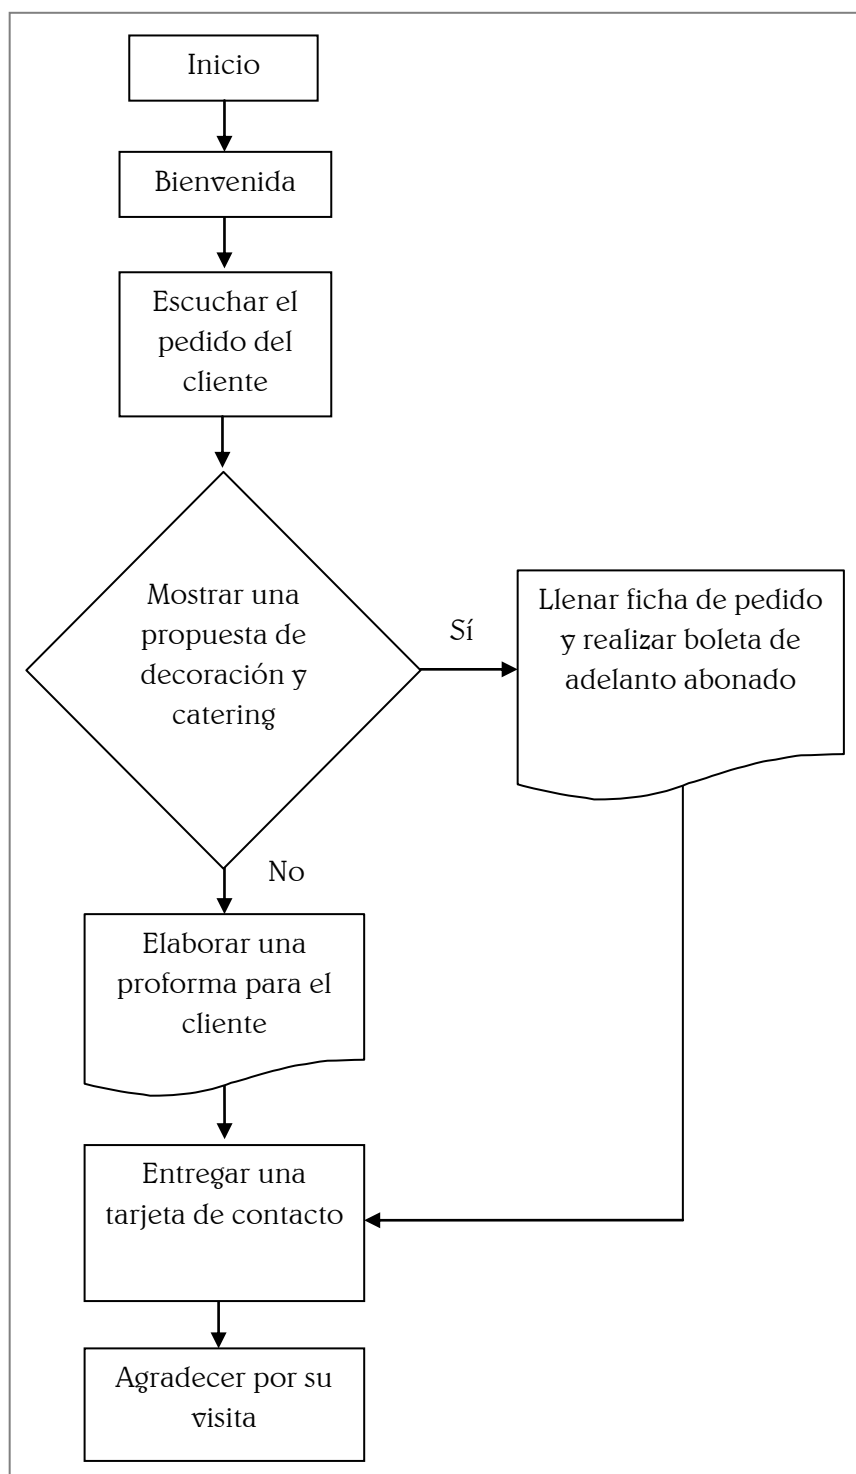 Inicio
Bienvenida
Escuchar el
pedido del
cliente
Mostrar una
propuesta de
decoración y
catering
Sí
Llenar ficha de pedido
y realizar boleta de
adelanto abonado
No
Elaborar una
proforma para el
cliente
Entregar una
tarjeta de contacto
Agradecer por su
visita